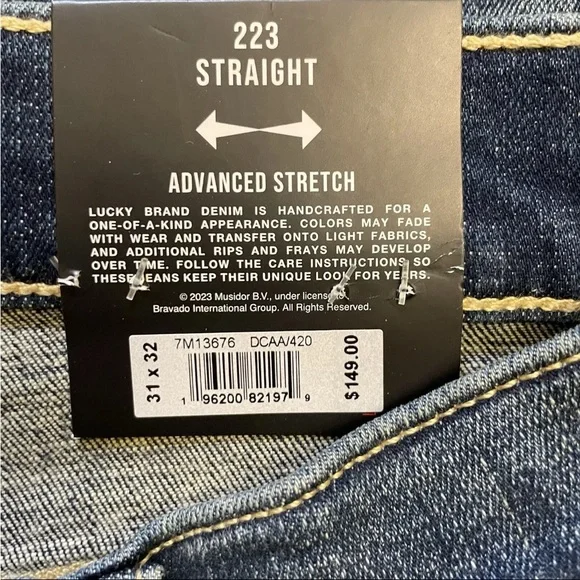 223
STRAIGHT
ADVANCED STRETCH
LUCKY BRAND DENIM IS HANDCRAFTED FOR A
ONE-OF-A-KIND APPEARANCE. COLORS MAY FADE
WITH WEAR AND TRANSFER ONTO LIGHT FABRICS,
AND ADDITIONAL RIPS AND FRAYS MAY DEVELOP
OVER TIME. FOLLOW THE CARE INSTRUCTIONS SO
THESE JEANS KEEP THEIR UNIQUE LOOK FOR YEARS.
© 2023 Musidor B.V., under license to
Bravado International Group. All Rights Reserved.
31 x 32
7M13676 DCAA/420
1 96200 82197 9
$149.00